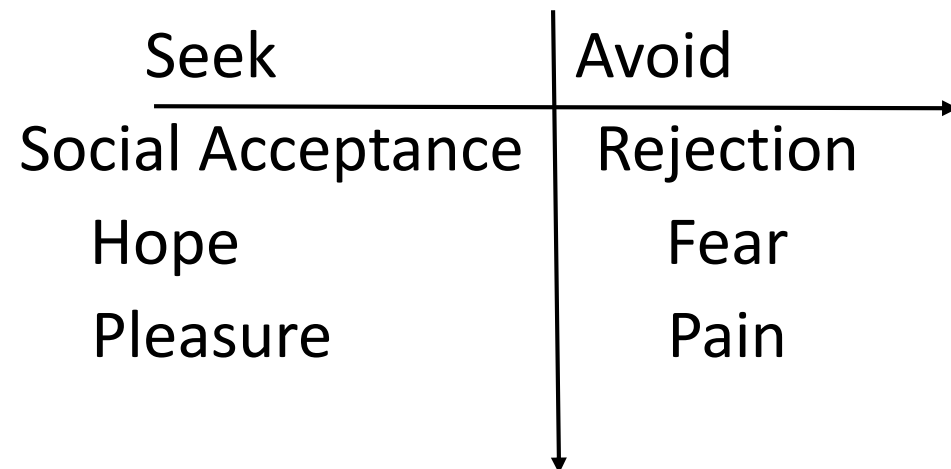 Seek Avoid
Social Acceptance Rejection
Hope Fear
Pleasure Pain